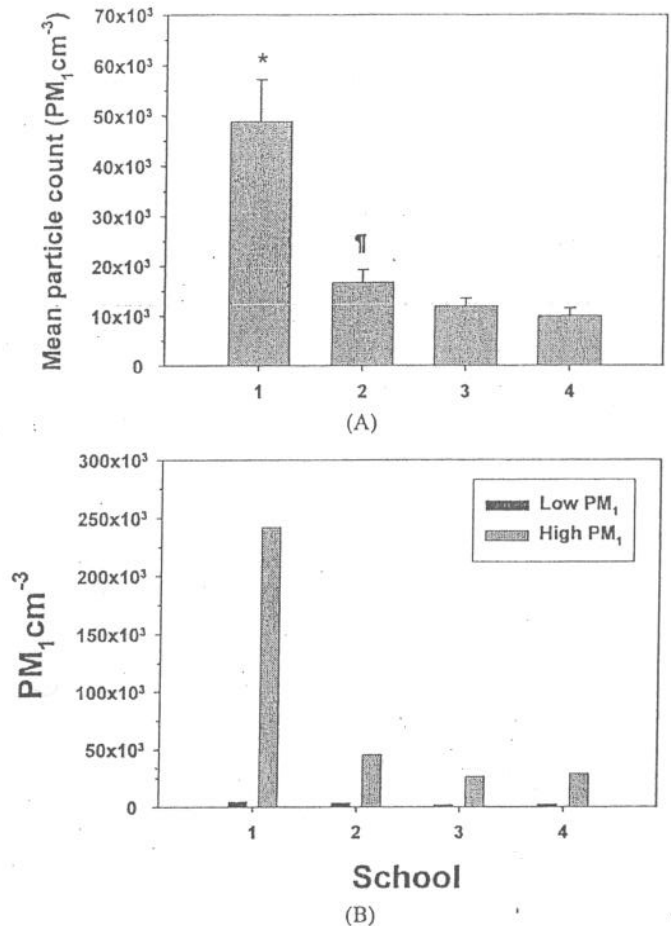 70x10³
60x10³
50x10³
40x10³
30x10³
20x10³
10x10³
0
Mean particle count (PM₁cm⁻³)
*
¶
1 2 3 4
(A)
300x10³
250x10³
200x10³
150x10³
100x10³
50x10³
0
PM₁cm⁻³
Low PM₁
High PM₁
1 2 3 4
School
(B)